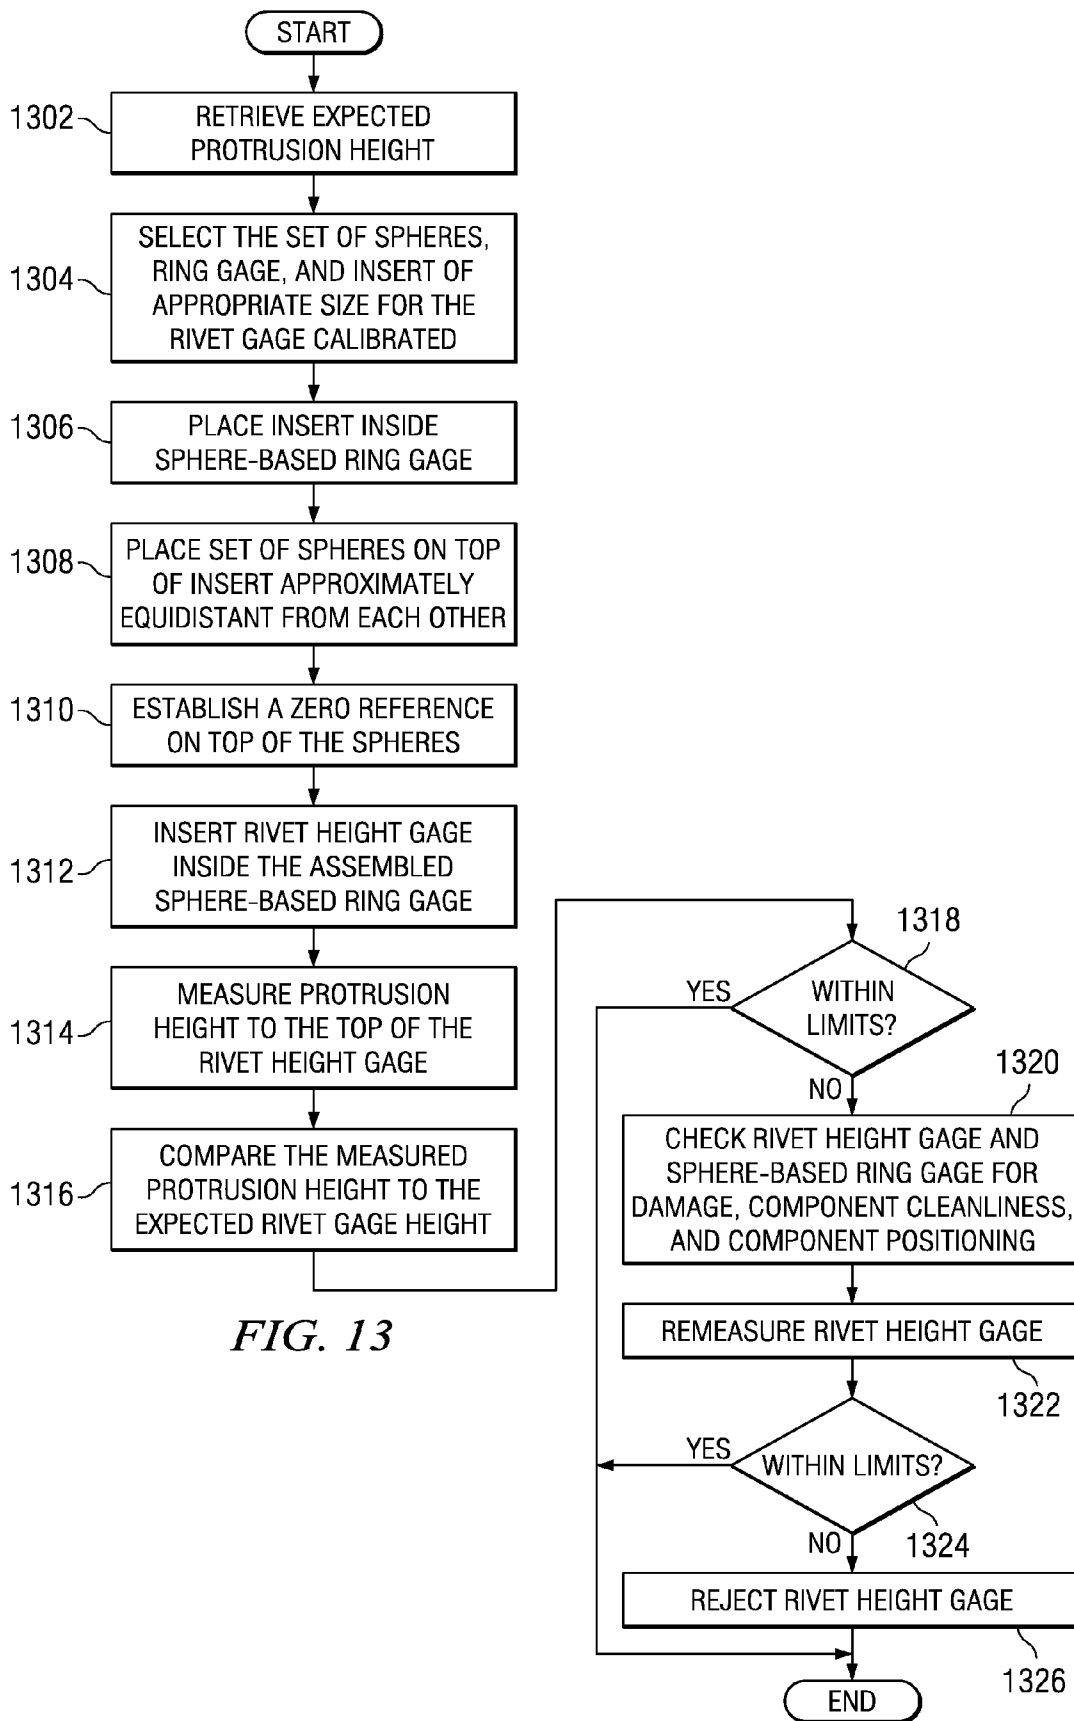 START
1302
RETRIEVE EXPECTED
PROTRUSION HEIGHT
1304
SELECT THE SET OF SPHERES,
RING GAGE, AND INSERT OF
APPROPRIATE SIZE FOR THE
RIVET GAGE CALIBRATED
1306
PLACE INSERT INSIDE
SPHERE-BASED RING GAGE
1308
PLACE SET OF SPHERES ON TOP
OF INSERT APPROXIMATELY
EQUIDISTANT FROM EACH OTHER
1310
ESTABLISH A ZERO REFERENCE
ON TOP OF THE SPHERES
1312
INSERT RIVET HEIGHT GAGE
INSIDE THE ASSEMBLED
SPHERE-BASED RING GAGE
1314
MEASURE PROTRUSION
HEIGHT TO THE TOP OF THE
RIVET HEIGHT GAGE
1316
COMPARE THE MEASURED
PROTRUSION HEIGHT TO THE
EXPECTED RIVET GAGE HEIGHT
1318
WITHIN
LIMITS?
YES
NO
1320
CHECK RIVET HEIGHT GAGE AND
SPHERE-BASED RING GAGE FOR
DAMAGE, COMPONENT CLEANLINESS,
AND COMPONENT POSITIONING
REMEASURE RIVET HEIGHT GAGE
1322
YES
WITHIN LIMITS?
NO
1324
REJECT RIVET HEIGHT GAGE
1326
END
FIG. 13